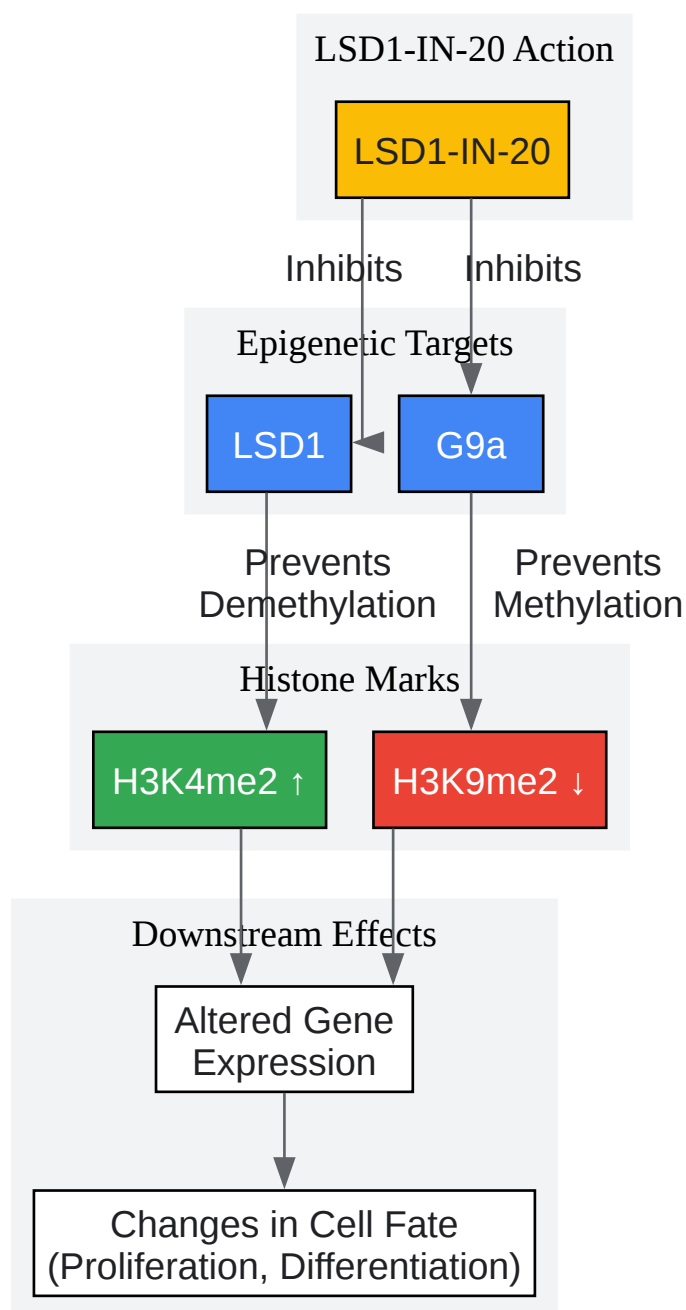 LSD1-IN-20 Action
LSD1-IN-20
Inhibits
Inhibits
Epigenetic Targets
LSD1
G9a
Prevents
Demethylation
Prevents
Methylation
Histone Marks
H3K4me2 ↑
H3K9me2 ↓
Downstream Effects
Altered Gene
Expression
Changes in Cell Fate
(Proliferation, Differentiation)